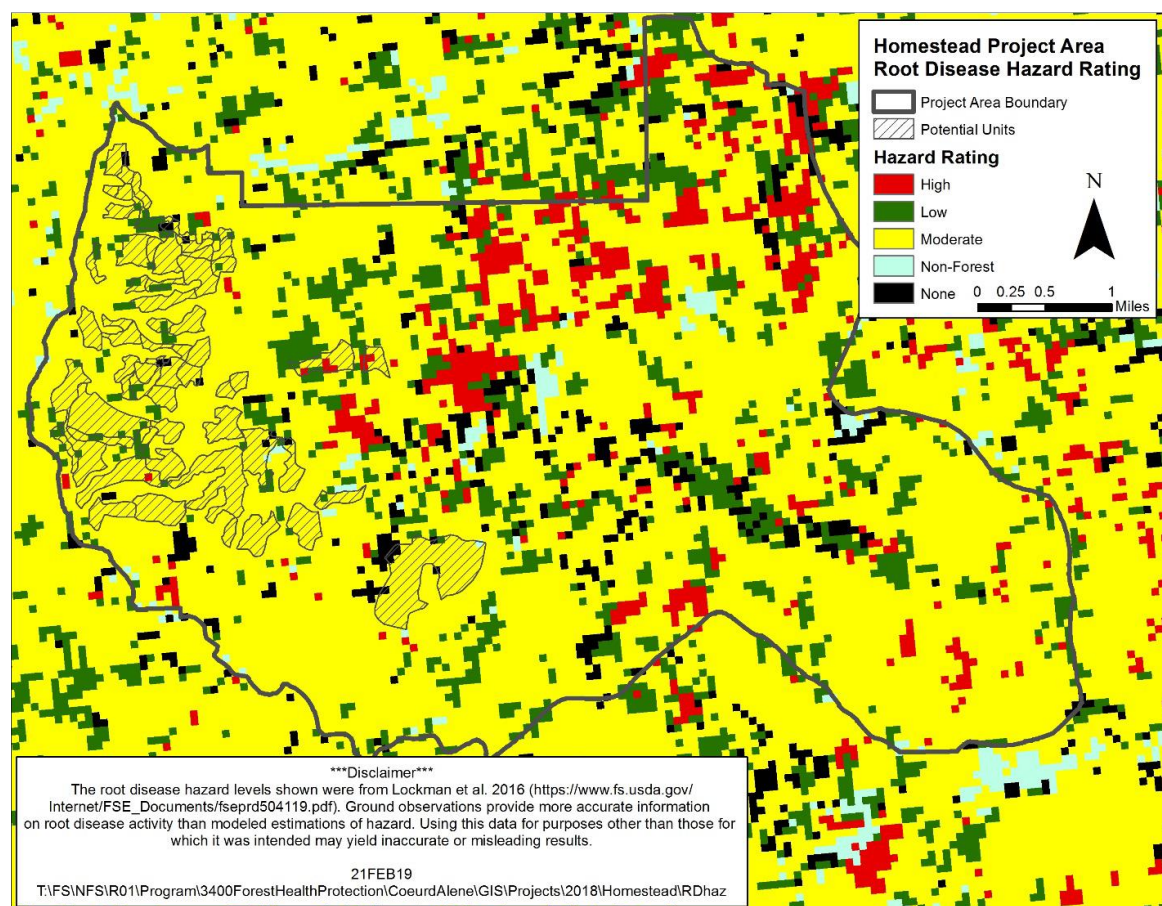 Homestead Project Area
Root Disease Hazard Rating
Project Area Boundary
Potential Units
Hazard Rating
High
Low
Moderate
Non-Forest
None
N
0 0.25 0.5 1
Miles
***Disclaimer***
The root disease hazard levels shown were from Lockman et al. 2016 (https://www.fs.usda.gov/
Internet/FSE_Documents/fseprd504119.pdf). Ground observations provide more accurate information
on root disease activity than modeled estimations of hazard. Using this data for purposes other than those for
which it was intended may yield inaccurate or misleading results.
21FEB19
T:\FS\NFS\R01\Program\3400ForestHealthProtection\CoeurdAlene\GIS\Projects\2018\Homestead\RDhaz